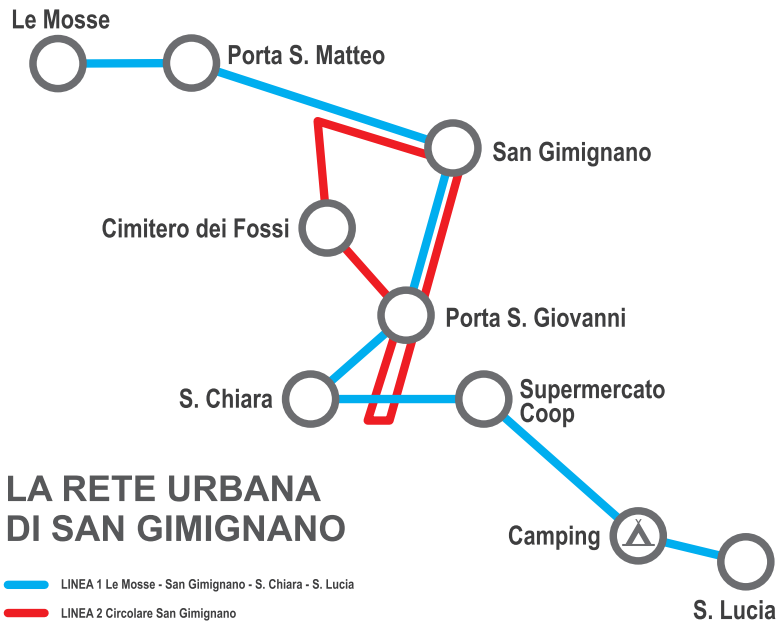 Le Mosse
Porta S. Matteo
San Gimignano
Cimitero dei Fossi
Porta S. Giovanni
S. Chiara
Supermercato
Coop
Camping
S. Lucia
LA RETE URBANA
DI SAN GIMIGNANO
LINEA 1 Le Mosse - San Gimignano - S. Chiara - S. Lucia
LINEA 2 Circolare San Gimignano